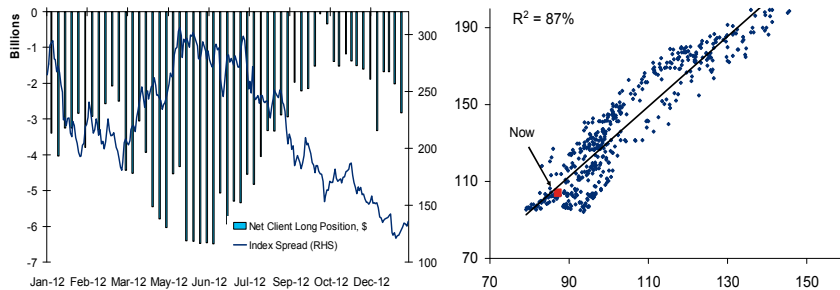 Billions
0
-1
-2
-3
-4
-5
-6
-7
300
250
200
150
100
Net Client Long Position, $
Index Spread (RHS)
Jan-12 Feb-12 Mar-12 May-12 Jun-12 Jul-12 Sep-12 Oct-12 Dec-12
R² = 87%
190
150
110
70
Now
70 90 110 130 150